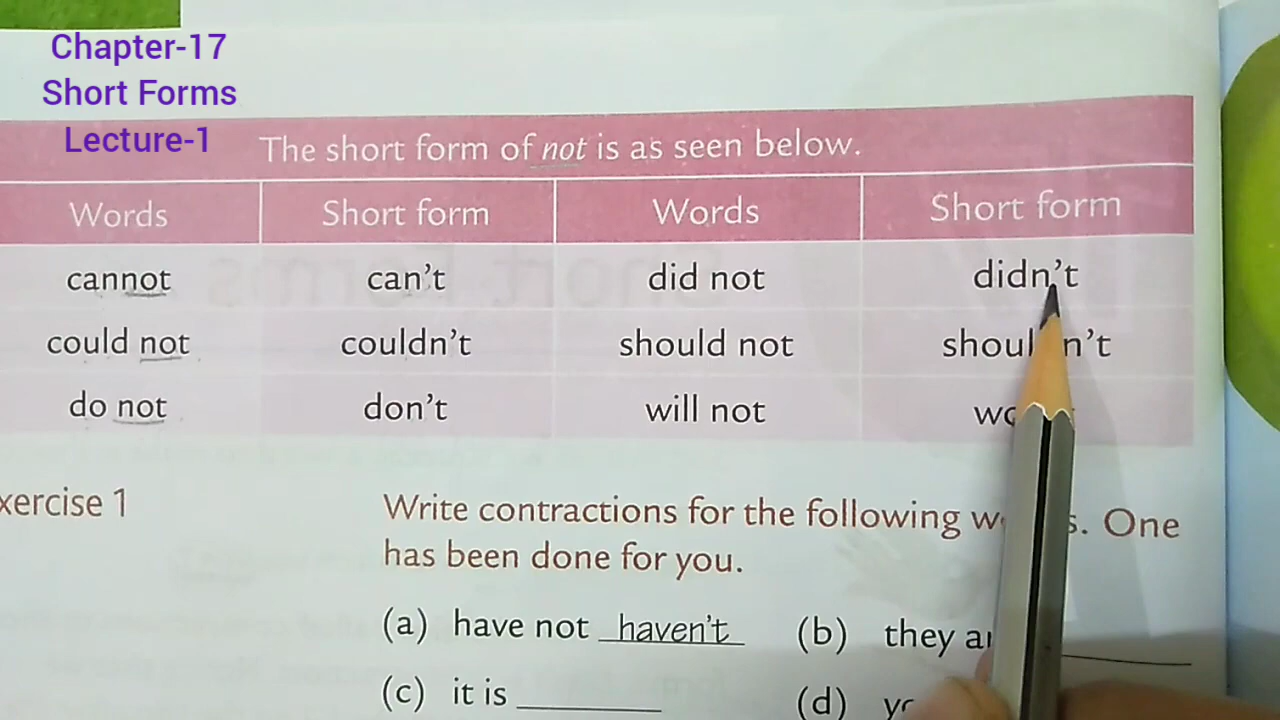 Chapter-17
Short Forms
Lecture-1
The short form of not is as seen below.
Words Short form Words Short form
cannot can't did not didn't
could not couldn't should not
do not don't will not
xercise 1
Write contractions for the following One
has been done for you.
(a) have not haven't (b) they
(c) it is (d)